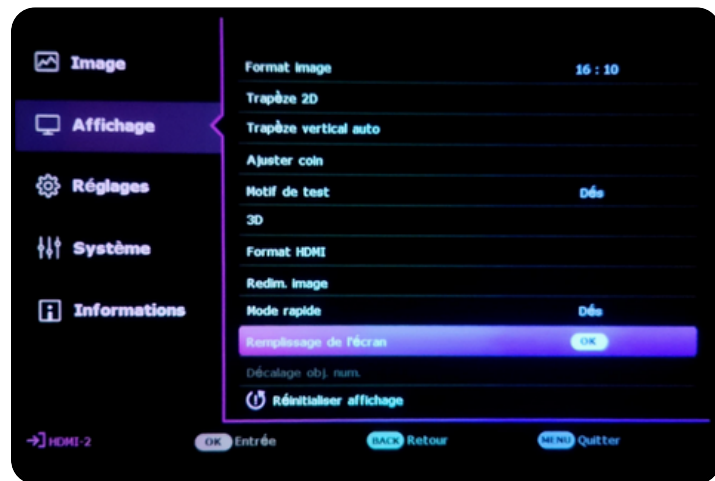 Image
Affichage
Réglages
Système
Informations
Format image 16 : 10
Trapèze 2D
Trapèze vertical auto
Ajuster coin
Motif de test Dés
3D
Format HDMI
Redim. image
Mode rapide Dés
Remplissage de l'écran OK
Décalage obj. num.
Réinitialiser affichage
HDMI-2 OK Entrée BACK Retour MENU Quitter